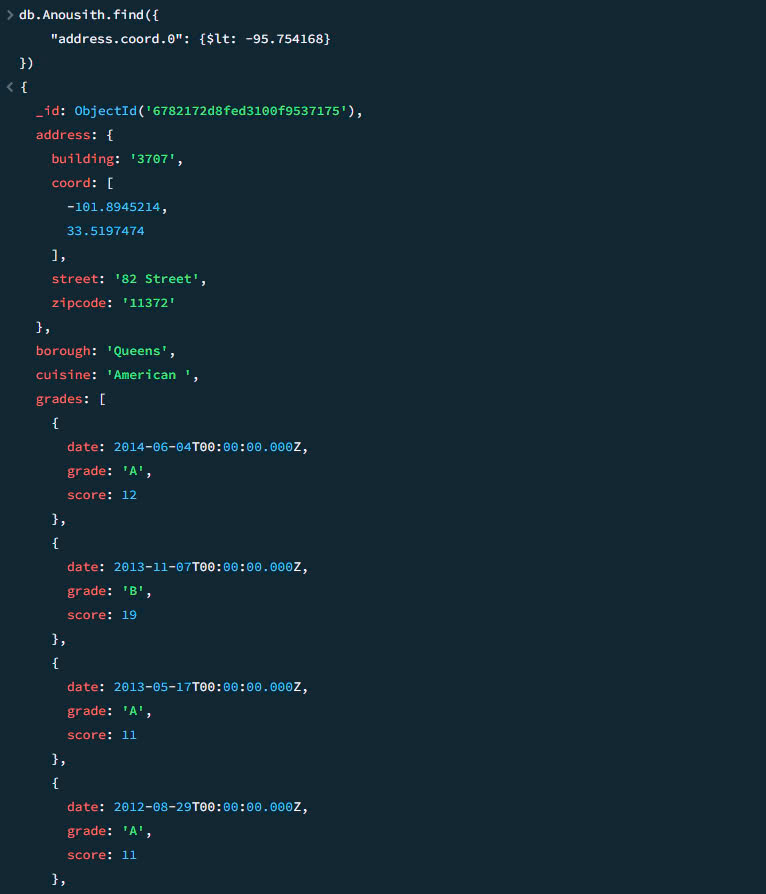 > db.Anousith.find({
"address.coord.0": {$lt: -95.754168}
})
< {
_id: ObjectId('6782172d8fed3100f9537175'),
address: {
building: '3707',
coord: [
-101.8945214,
33.5197474
],
street: '82 Street',
zipcode: '11372'
},
borough: 'Queens',
cuisine: 'American ',
grades: [
{
date: 2014-06-04T00:00:00.000Z,
grade: 'A',
score: 12
},
{
date: 2013-11-07T00:00:00.000Z,
grade: 'B',
score: 19
},
{
date: 2013-05-17T00:00:00.000Z,
grade: 'A',
score: 11
},
{
date: 2012-08-29T00:00:00.000Z,
grade: 'A',
score: 11
},